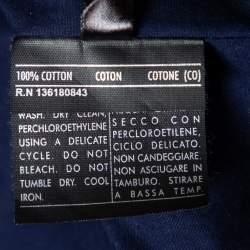 100% COTTON COTON COTONE (CO)
R.N 136180843
WASH. DRY CLEAN,
PERCHLOROETHYLENE
USING A DELICATE
CYCLE. DO NOT
BLEACH. DO NOT
TUMBLE DRY. COOL
IRON.
SECCO CON
PERCLOROETILENE,
CICLO DELICATO.
NON CANDEGGIARE.
NON ASCIUGARE IN
TAMBURO. STIRARE
A BASSA TEMP.